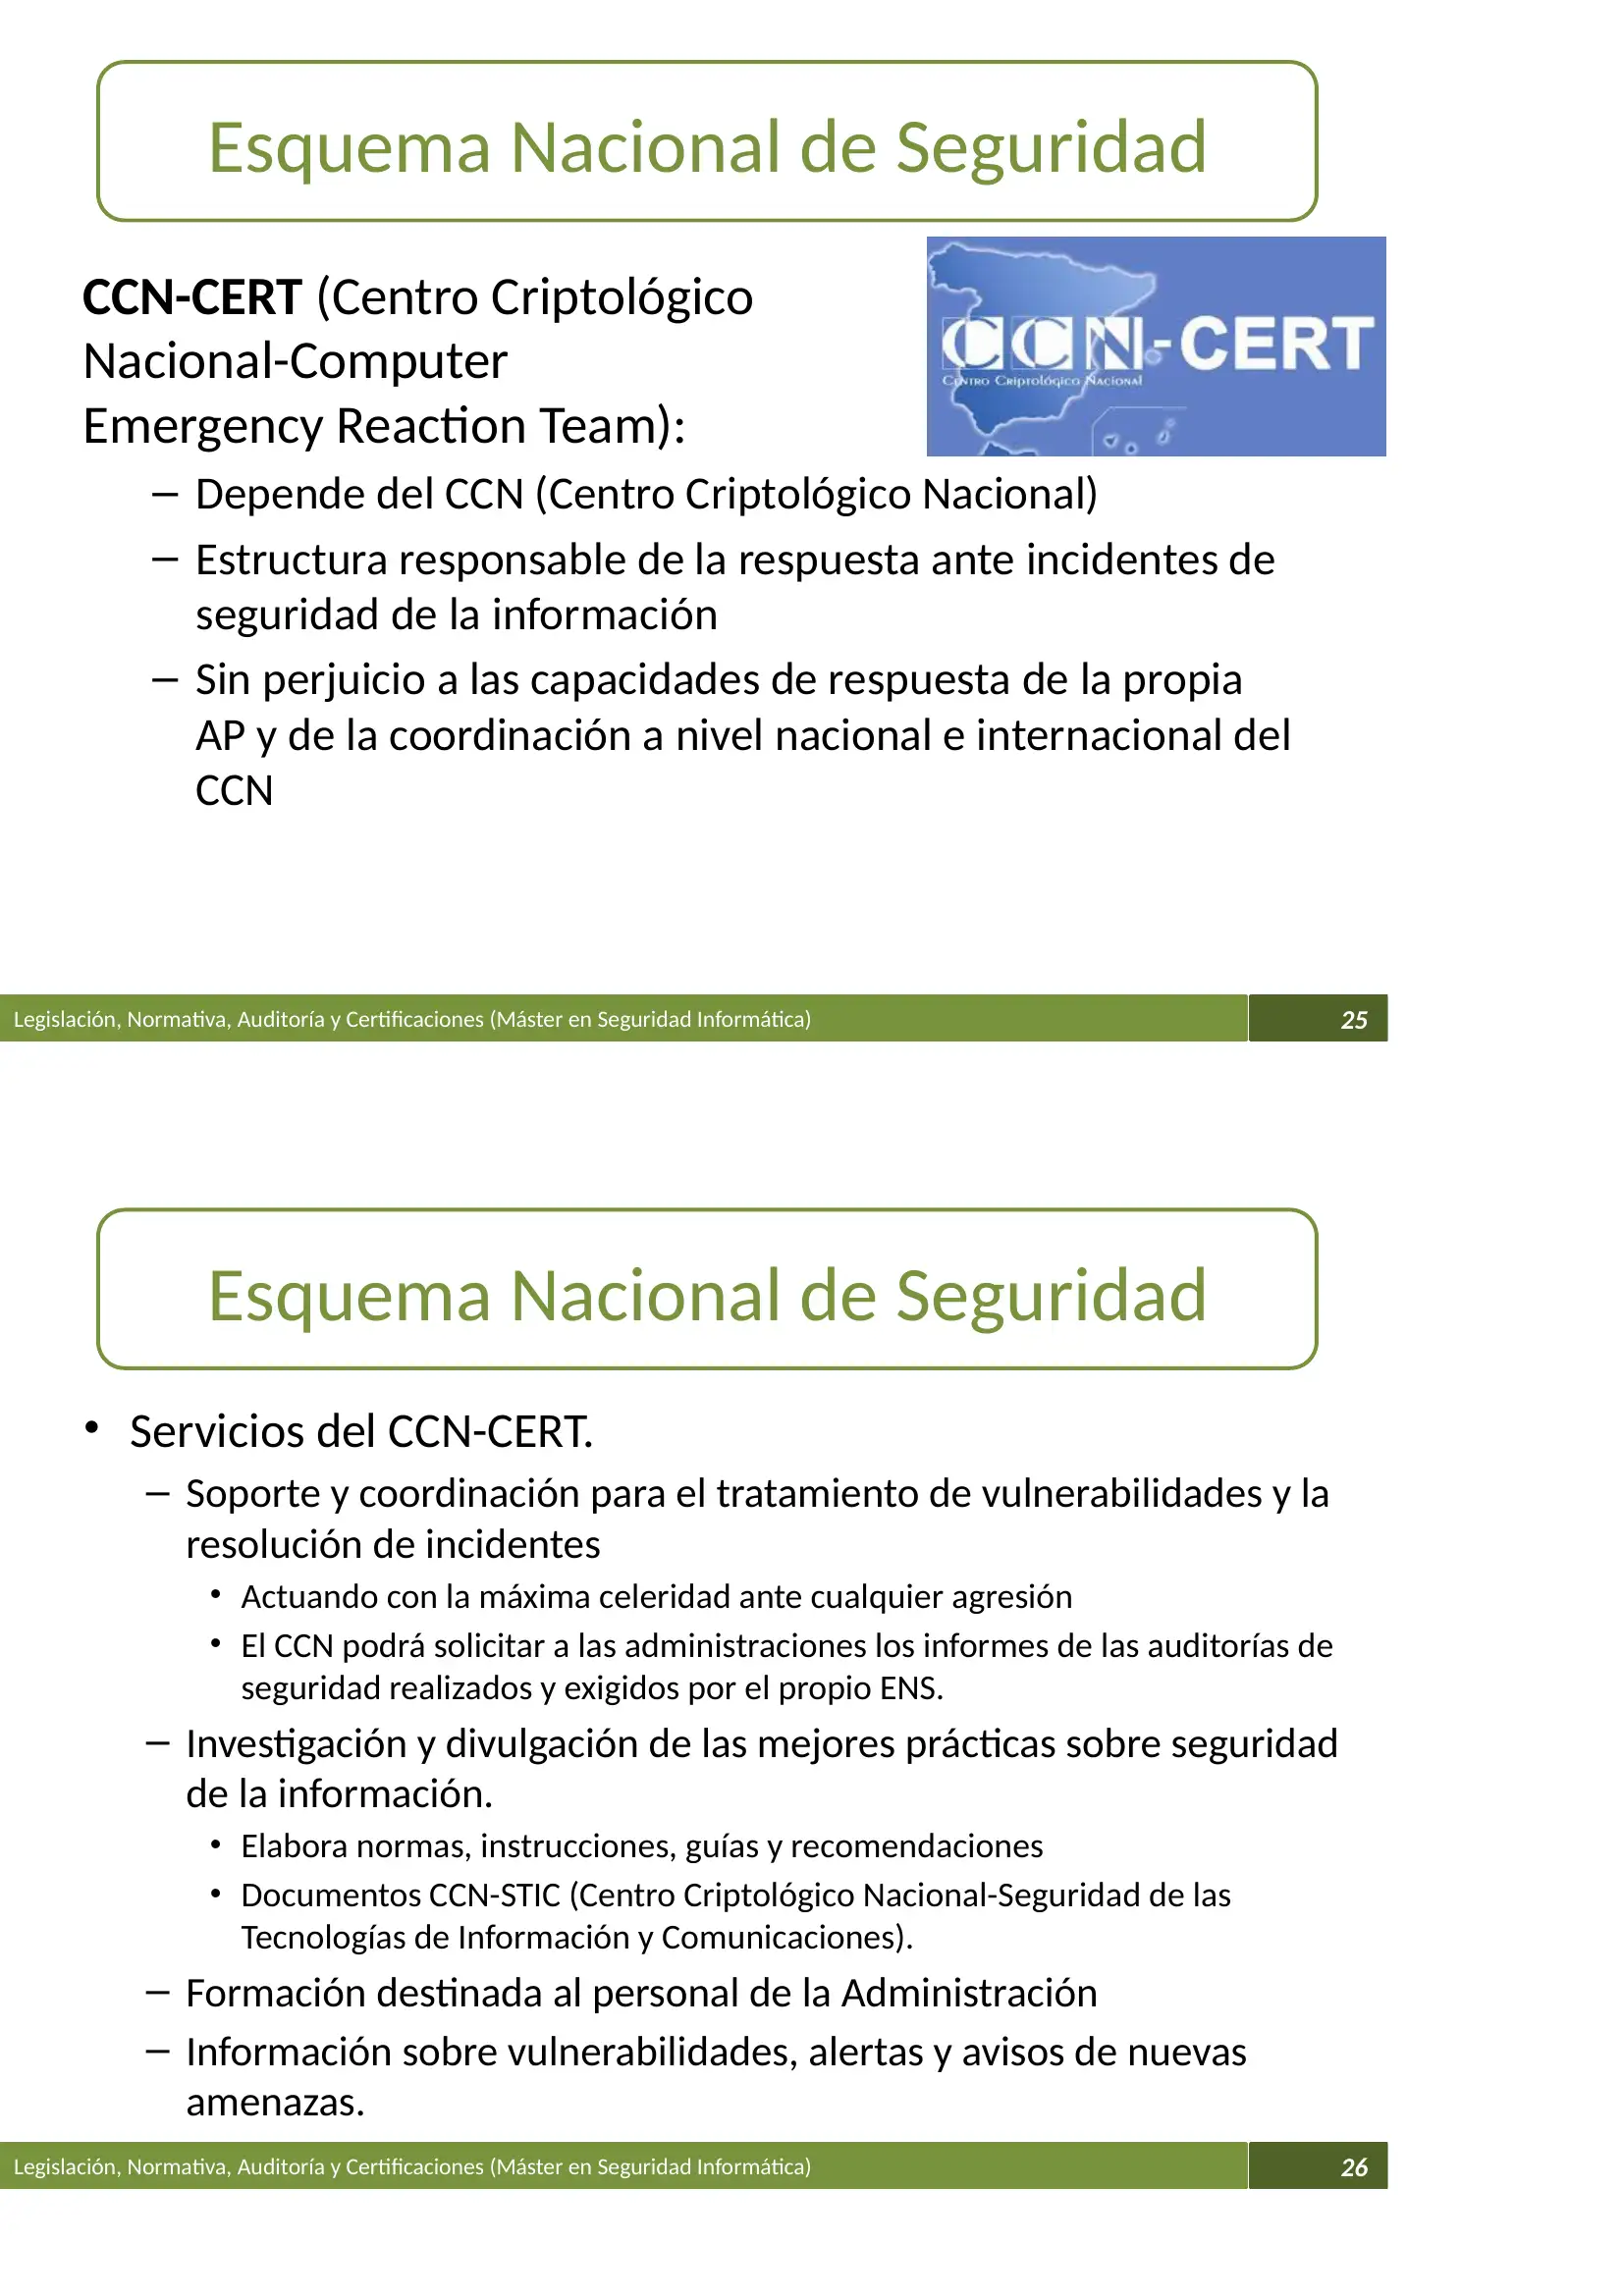 Esquema Nacional de Seguridad
CCN-CERT (Centro Criptológico
Nacional-Computer
Emergency Reaction Team):
CCN-CERT
Centro Criptológico Nacional
– Depende del CCN (Centro Criptológico Nacional)
– Estructura responsable de la respuesta ante incidentes de
seguridad de la información
– Sin perjuicio a las capacidades de respuesta de la propia
AP y de la coordinación a nivel nacional e internacional del
CCN
Legislación, Normativa, Auditoría y Certificaciones (Máster en Seguridad Informática)
25
Esquema Nacional de Seguridad
• Servicios del CCN-CERT.
– Soporte y coordinación para el tratamiento de vulnerabilidades y la
resolución de incidentes
• Actuando con la máxima celeridad ante cualquier agresión
• El CCN podrá solicitar a las administraciones los informes de las auditorías de
seguridad realizados y exigidos por el propio ENS.
– Investigación y divulgación de las mejores prácticas sobre seguridad
de la información.
• Elabora normas, instrucciones, guías y recomendaciones
• Documentos CCN-STIC (Centro Criptológico Nacional-Seguridad de las
Tecnologías de Información y Comunicaciones).
– Formación destinada al personal de la Administración
– Información sobre vulnerabilidades, alertas y avisos de nuevas
amenazas.
Legislación, Normativa, Auditoría y Certificaciones (Máster en Seguridad Informática)
26